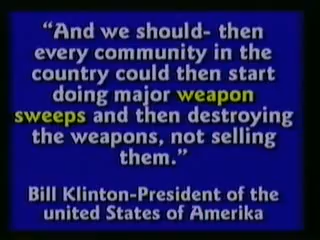 “And we should- then
every community in the
country could then start
doing major weapon
sweeps and then destroying
the weapons, not selling
them.”
Bill Klinton-President of the
united States of Amerika